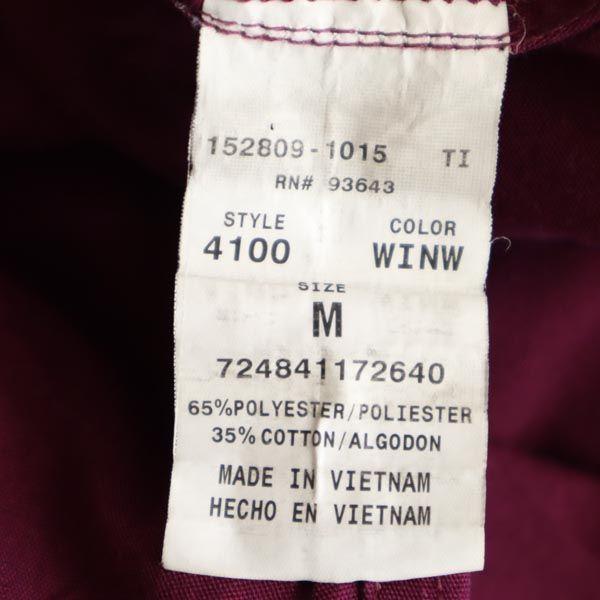 152809-1015 TI
RN# 93643
STYLE COLOR
4100 WINW
SIZE
M
724841172640
65%POLYESTER/POLIESTER
35% COTTON/ALGODON
MADE IN VIETNAM
HECHO EN VIETNAM